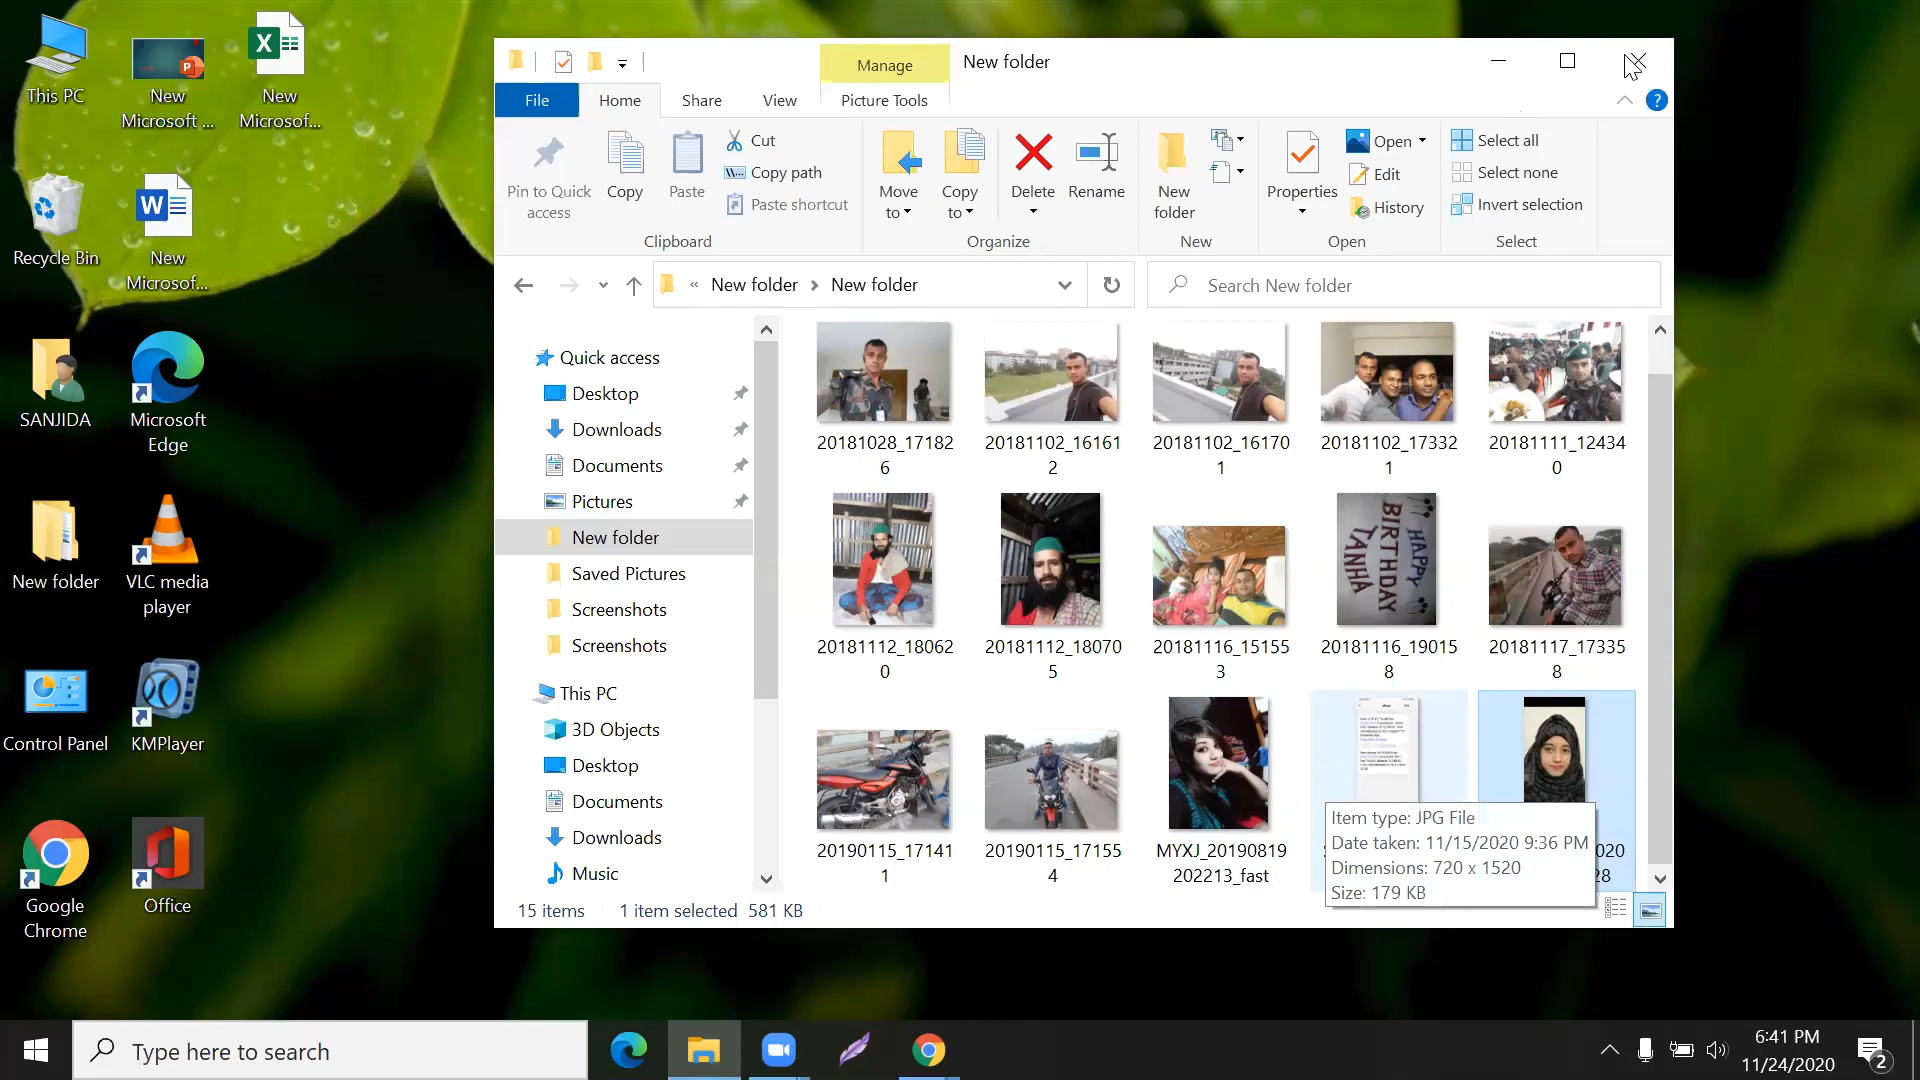 This PC
New
Microsoft ...
New
Microsof...
Recycle Bin
New
Microsof...
SANJIDA
Microsoft
Edge
New folder
VLC media
player
Control Panel
KMPlayer
Google
Chrome
Office
Manage
New folder
File
Home
Share
View
Picture Tools
Pin to Quick
access
Copy
Paste
Cut
Copy path
Paste shortcut
Clipboard
Move
to
Copy
to
Delete
Rename
Organize
New
folder
New
Properties
Open
Edit
History
Open
Select all
Select none
Invert selection
Select
« New folder > New folder
Search New folder
Quick access
Desktop
Downloads
Documents
Pictures
New folder
Saved Pictures
Screenshots
Screenshots
This PC
3D Objects
Desktop
Documents
Downloads
Music
20181028_17182
6
20181102_16161
2
20181102_16170
1
20181102_17332
1
20181111_12434
0
HAPPY
BIRTHDAY
TANHA
20181112_18062
0
20181112_18070
5
20181116_15155
3
20181116_19015
8
20181117_17335
8
20190115_17141
1
20190115_17155
4
MYXJ_20190819
202213_fast
020
28
Item type: JPG File
Date taken: 11/15/2020 9:36 PM
Dimensions: 720 x 1520
Size: 179 KB
15 items
1 item selected 581 KB
Type here to search
6:41 PM
11/24/2020
2